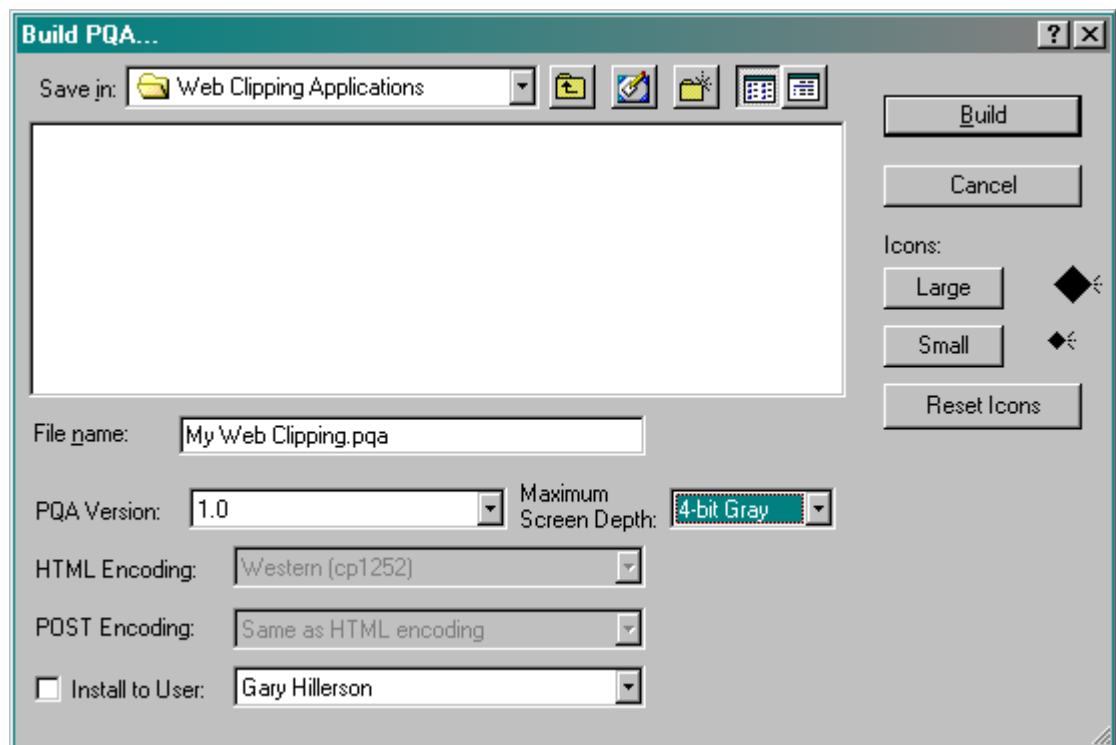 Build PQA...
Save in: Web Clipping Applications
Build
Cancel
Icons:
Large
Small
Reset Icons
File name: My Web Clipping.pqa
PQA Version: 1.0
Maximum
Screen Depth: 4-bit Gray
HTML Encoding: Western (cp1252)
POST Encoding: Same as HTML encoding
Install to User: Gary Hillerson